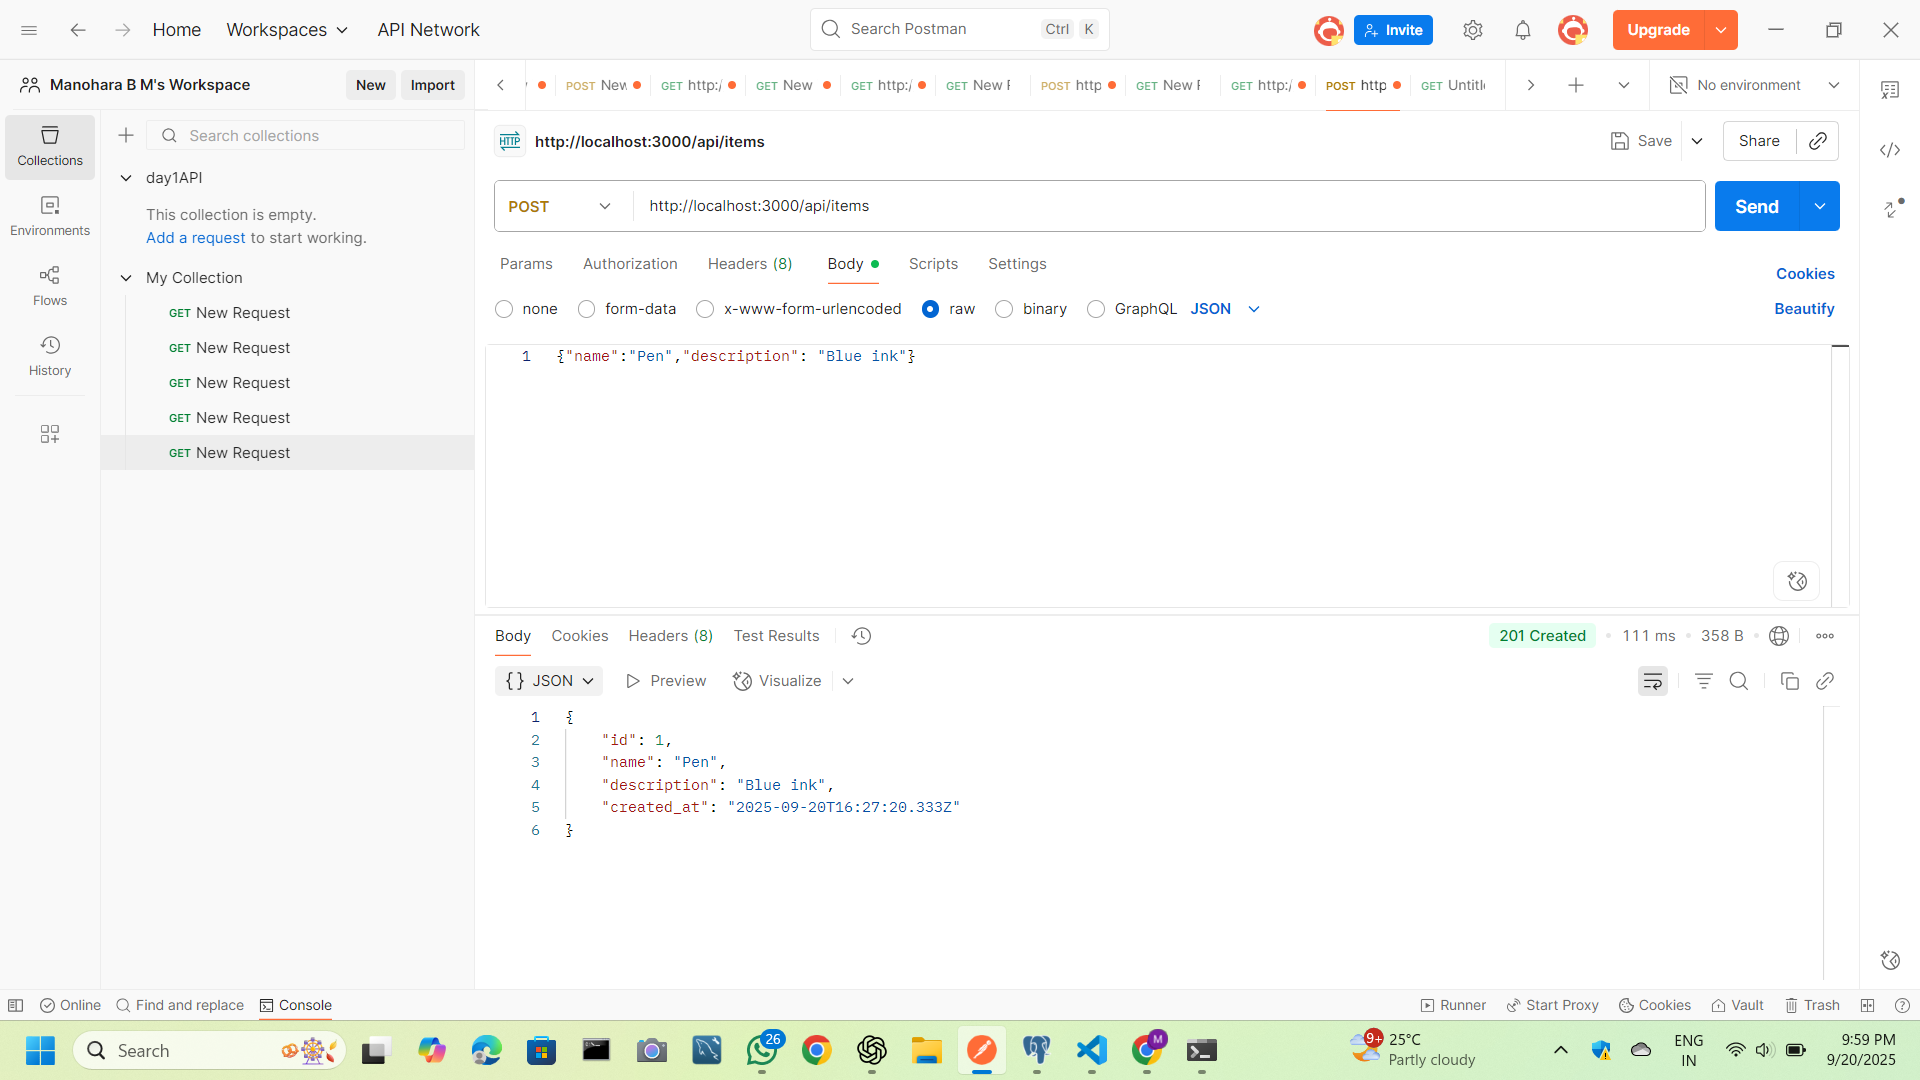 Home
Workspaces
API Network
Search Postman
Ctrl K
Invite
Upgrade
Manohara B M's Workspace
New
Import
POST New
GET http:/
GET New
GET http:/
GET New
POST http
GET New
GET http:/
POST http
GET Untitl
No environment
Collections
Environments
Flows
History
Search collections
day1API
This collection is empty.
Add a request to start working.
My Collection
GET New Request
GET New Request
GET New Request
GET New Request
GET New Request
HTTP http://localhost:3000/api/items
Save
Share
POST
http://localhost:3000/api/items
Send
Params
Authorization
Headers (8)
Body
Scripts
Settings
Cookies
none
form-data
x-www-form-urlencoded
raw
binary
GraphQL
JSON
Beautify
1 {"name":"Pen","description": "Blue ink"}
Body
Cookies
Headers (8)
Test Results
201 Created
111 ms
358 B
{} JSON
Preview
Visualize
1 {
2 "id": 1,
3 "name": "Pen",
4 "description": "Blue ink",
5 "created_at": "2025-09-20T16:27:20.333Z"
6 }
Online
Find and replace
Console
Runner
Start Proxy
Cookies
Vault
Trash
Search
26
M
9+
25°C
Partly cloudy
ENG
IN
9:59 PM
9/20/2025